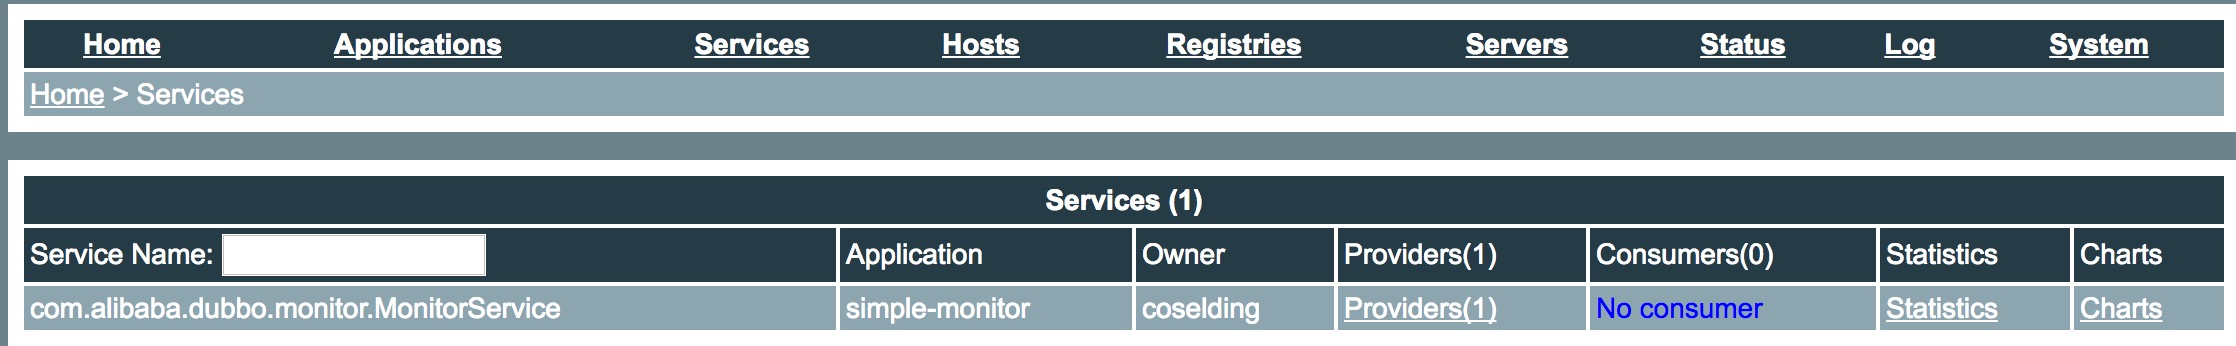 Home Applications Services Hosts Registries Servers Status Log System
Home > Services
Services (1)
Service Name: Application Owner Providers(1) Consumers(0) Statistics Charts
com.alibaba.dubbo.monitor.MonitorService simple-monitor coselding Providers(1) No consumer Statistics Charts